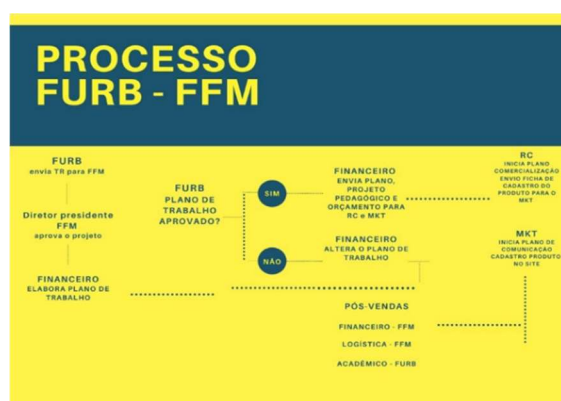 PROCESSO
FURB - FFM
FURB
envia TR para FFM
Diretor presidente
FFM
aprova o projeto
FINANCEIRO
ELABORA PLANO DE
TRABALHO
FURB
PLANO DE
TRABALHO
APROVADO?
SIM
NÃO
FINANCEIRO
ENVIA PLANO,
PROJETO
PEDAGÓGICO E
ORÇAMENTO PARA
RC e MKT
FINANCEIRO
ALTERA O PLANO DE
TRABALHO
RC
INICIA PLANO
COMERCIALIZAÇÃO
ENVIO FICHA DE
CADASTRO DO
PRODUTO PARA O
MKT
MKT
INICIA PLANO DE
COMUNICAÇÃO
CADASTRO PRODUTO
NO SITE
PÓS-VENDAS
FINANCEIRO - FFM
LOGÍSTICA - FFM
ACADÊMICO - FURB